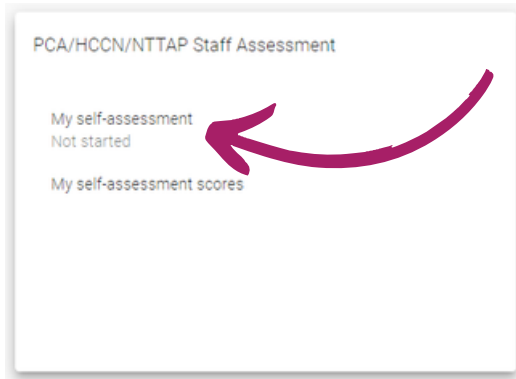 PCA/HCCN/NTTAP Staff Assessment
My self-assessment
Not started
My self-assessment scores